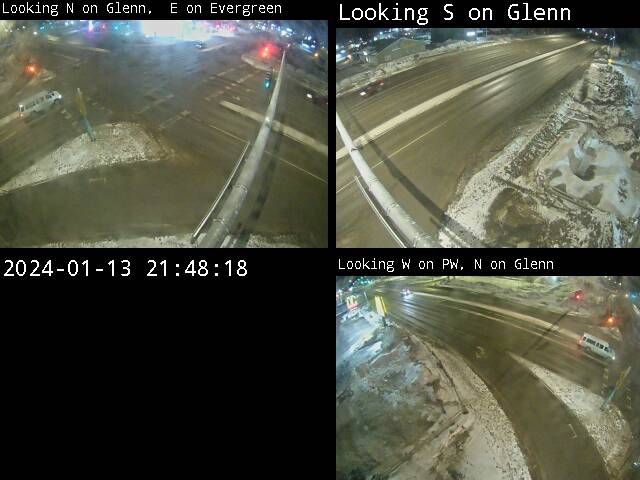 Looking N on Glenn, E on Evergreen
Looking S on Glenn
2024-01-13 21:48:18
Looking W on PW, N on Glenn